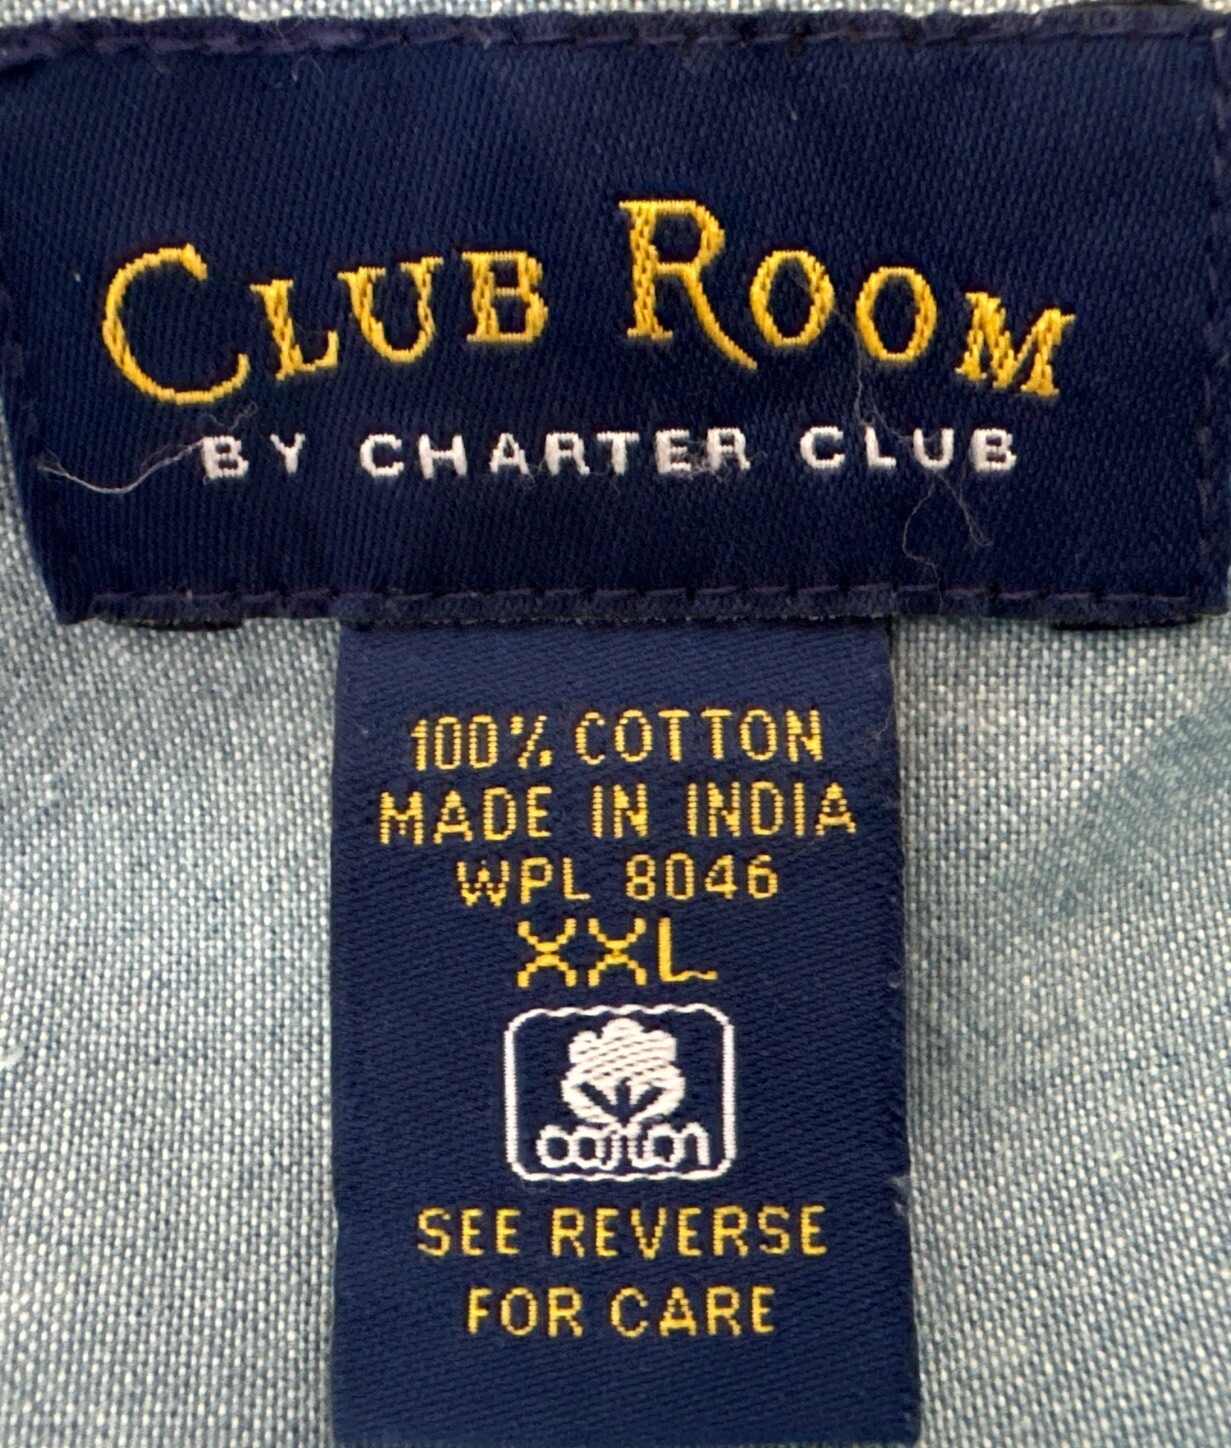 CLUB ROOM
BY CHARTER CLUB
100% COTTON
MADE IN INDIA
WPL 8046
XXL
cotton
SEE REVERSE
FOR CARE